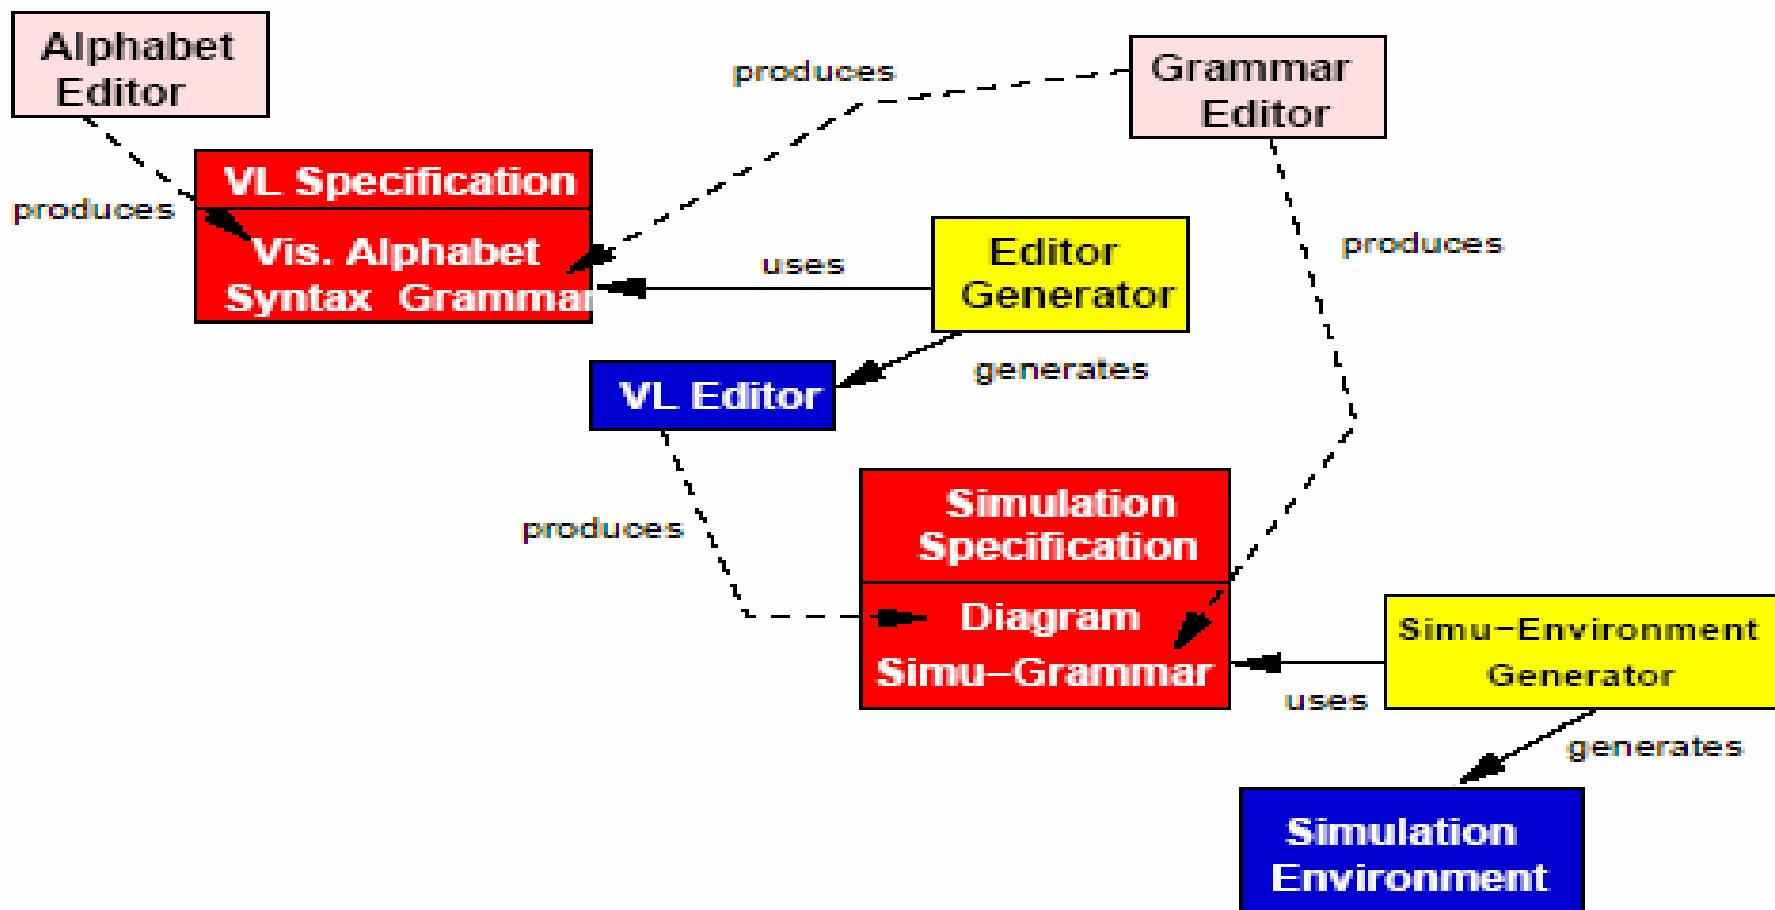 Alphabet
Editor
produces
Grammar
Editor
VL Specification
produces
Vis. Alphabet
Syntax Grammar
uses
Editor
Generator
produces
generates
VL Editor
produces
Simulation
Specification
Diagram
Simu-Grammar
Simu-Environment
Generator
uses
generates
Simulation
Environment